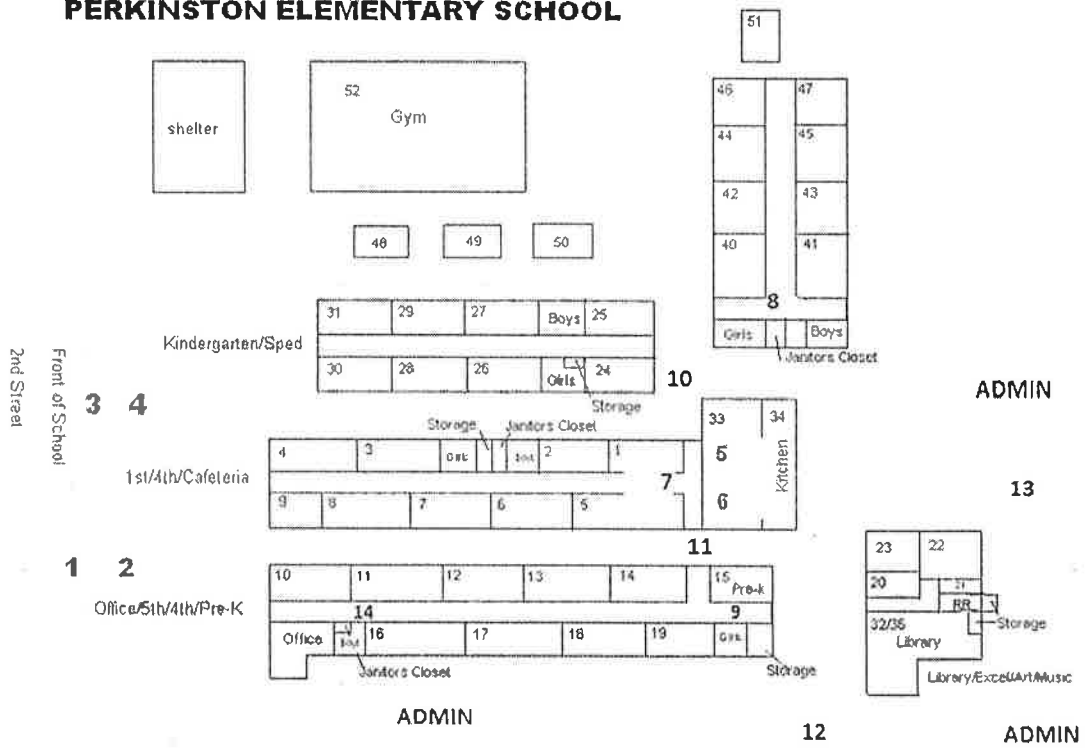 PERKINSTON ELEMENTARY SCHOOL
51
shelter
52
Gym
46
47
44
45
42
43
40
41
8
Girls
Boys
Janitors Closet
48
49
50
31
29
27
Boys
25
Kindergarten/Sped
30
28
26
Girls
24
Storage
10
ADMIN
2nd Street
Front of School
3
4
Storage
Janitors Closet
4
3
2
1
33
34
5
6
Kitchen
1st/4th/Cafeteria
7
9
8
7
6
5
13
11
1
2
10
11
12
13
14
15
Pre-k
Office/5th/4th/Pre-K
14
9
Office
16
17
18
19
Janitors Closet
Storage
23
22
20
21
RR
Storage
32/35
Library
Library/Excel/Art/Music
ADMIN
12
ADMIN